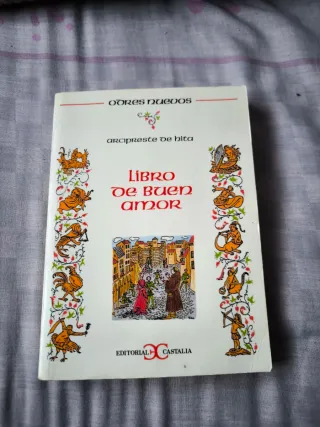 ODRES NUEVOS
ARCIPRESTE DE HITA
LIBRO
DE BUEN
AMOR
EDITORIAL CASTALIA